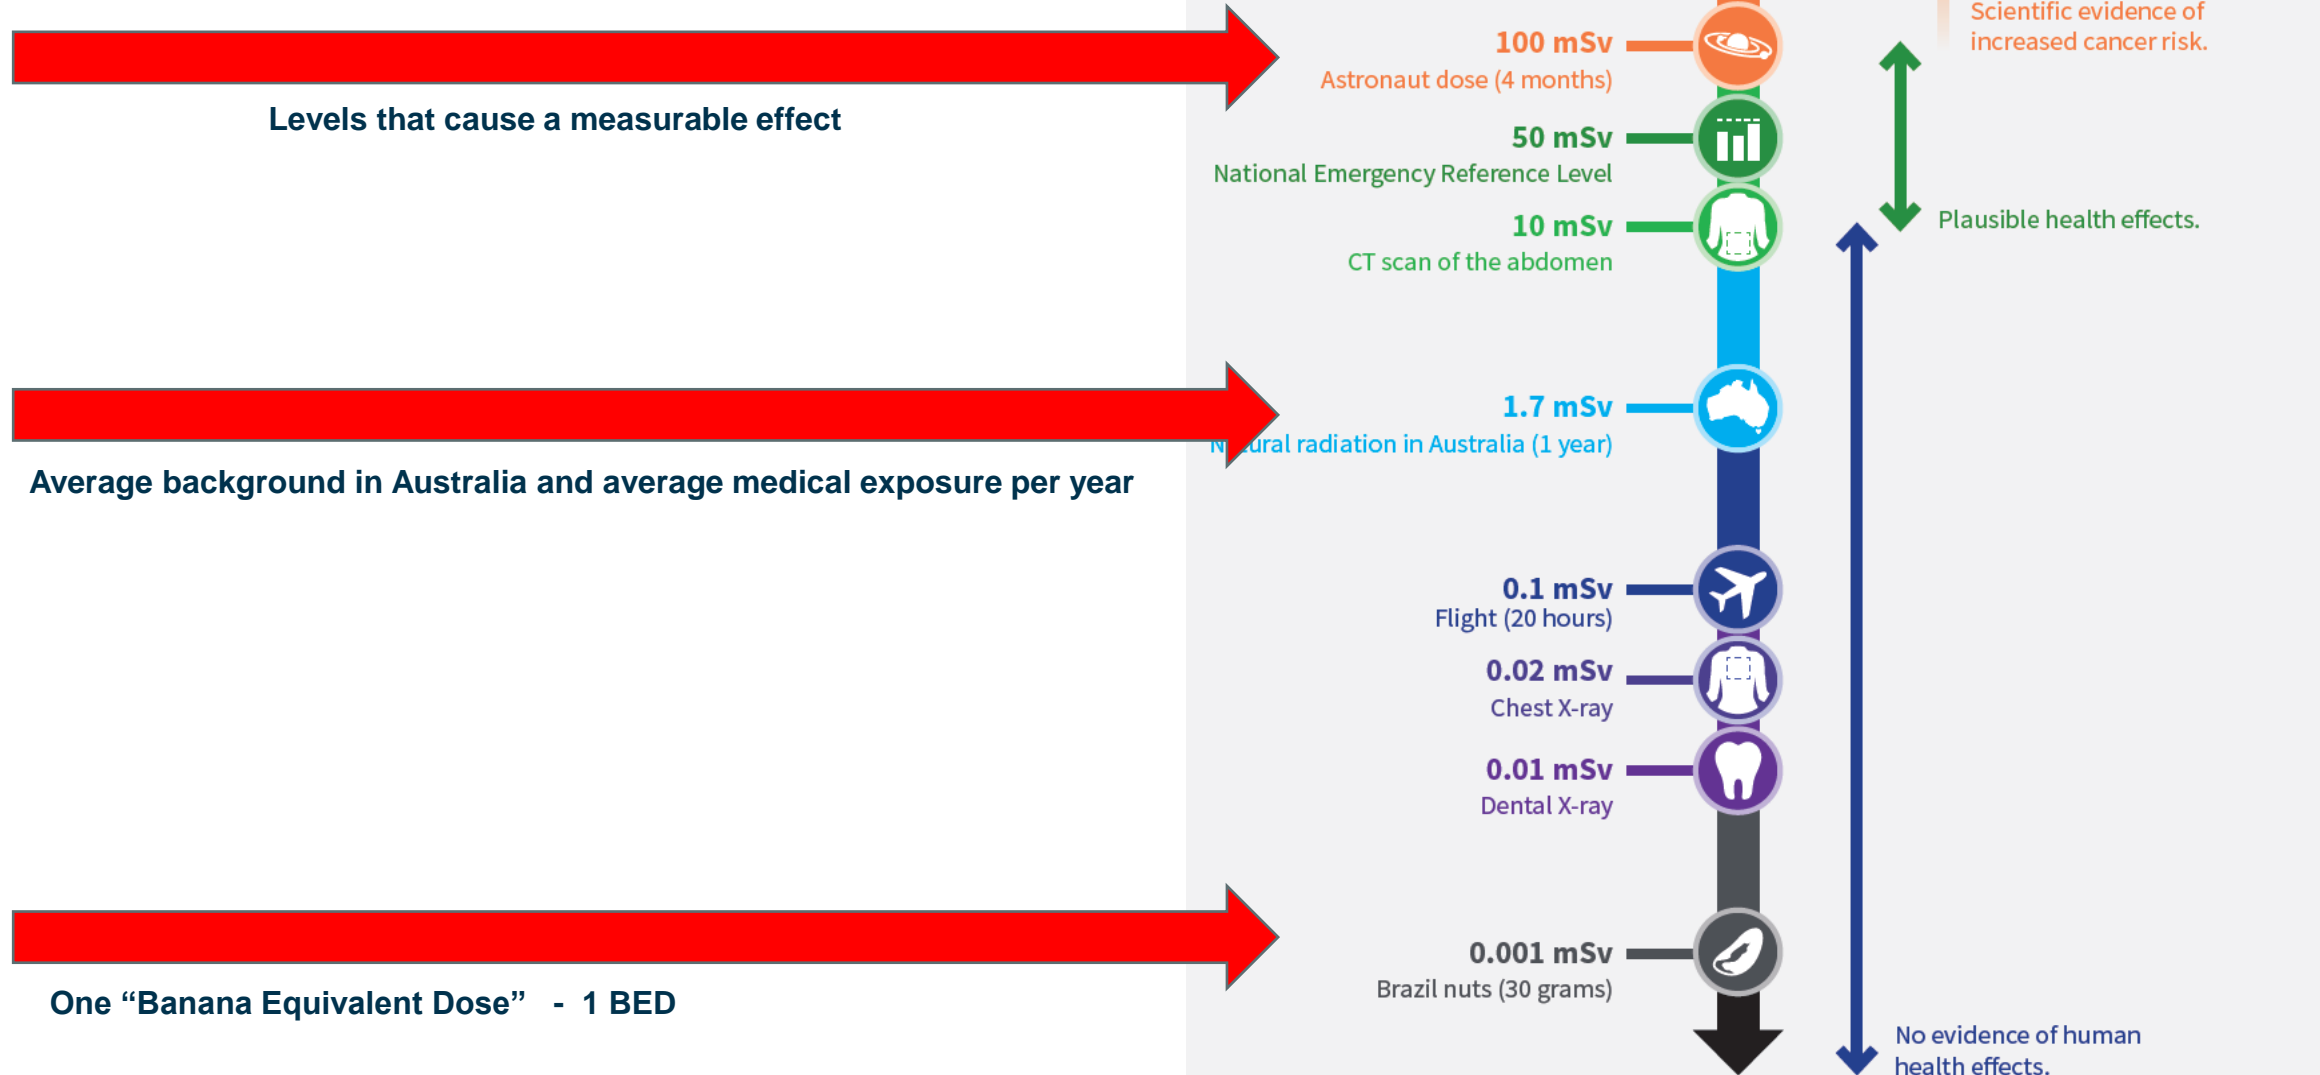 Scientific evidence of
increased cancer risk.
100 mSv
Astronaut dose (4 months)
Levels that cause a measurable effect
50 mSv
National Emergency Reference Level
10 mSv
Plausible health effects.
CT scan of the abdomen
1.7 mSv
radiation in Australia (1 year)
Average background in Australia and average medical exposure per year
0.1 mSv
Flight (20 hours)
0.02 mSv
Chest X-ray
0.01 mSv
Dental X-ray
0.001 mSv
Brazil nuts (30 grams)
One “Banana Equivalent Dose” - 1 BED
No evidence of human
health effects.